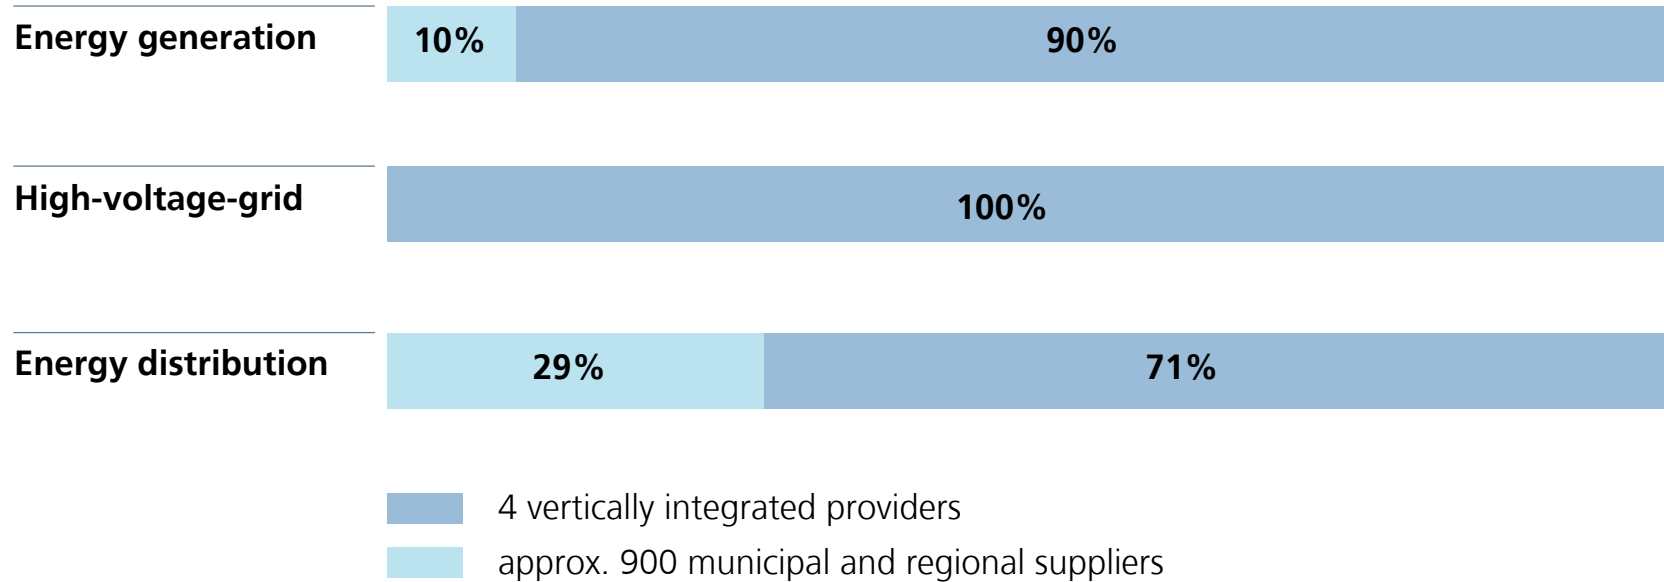 Energy generation 10% 90%
High-voltage-grid 100%
Energy distribution 29% 71%
4 vertically integrated providers
approx. 900 municipal and regional suppliers